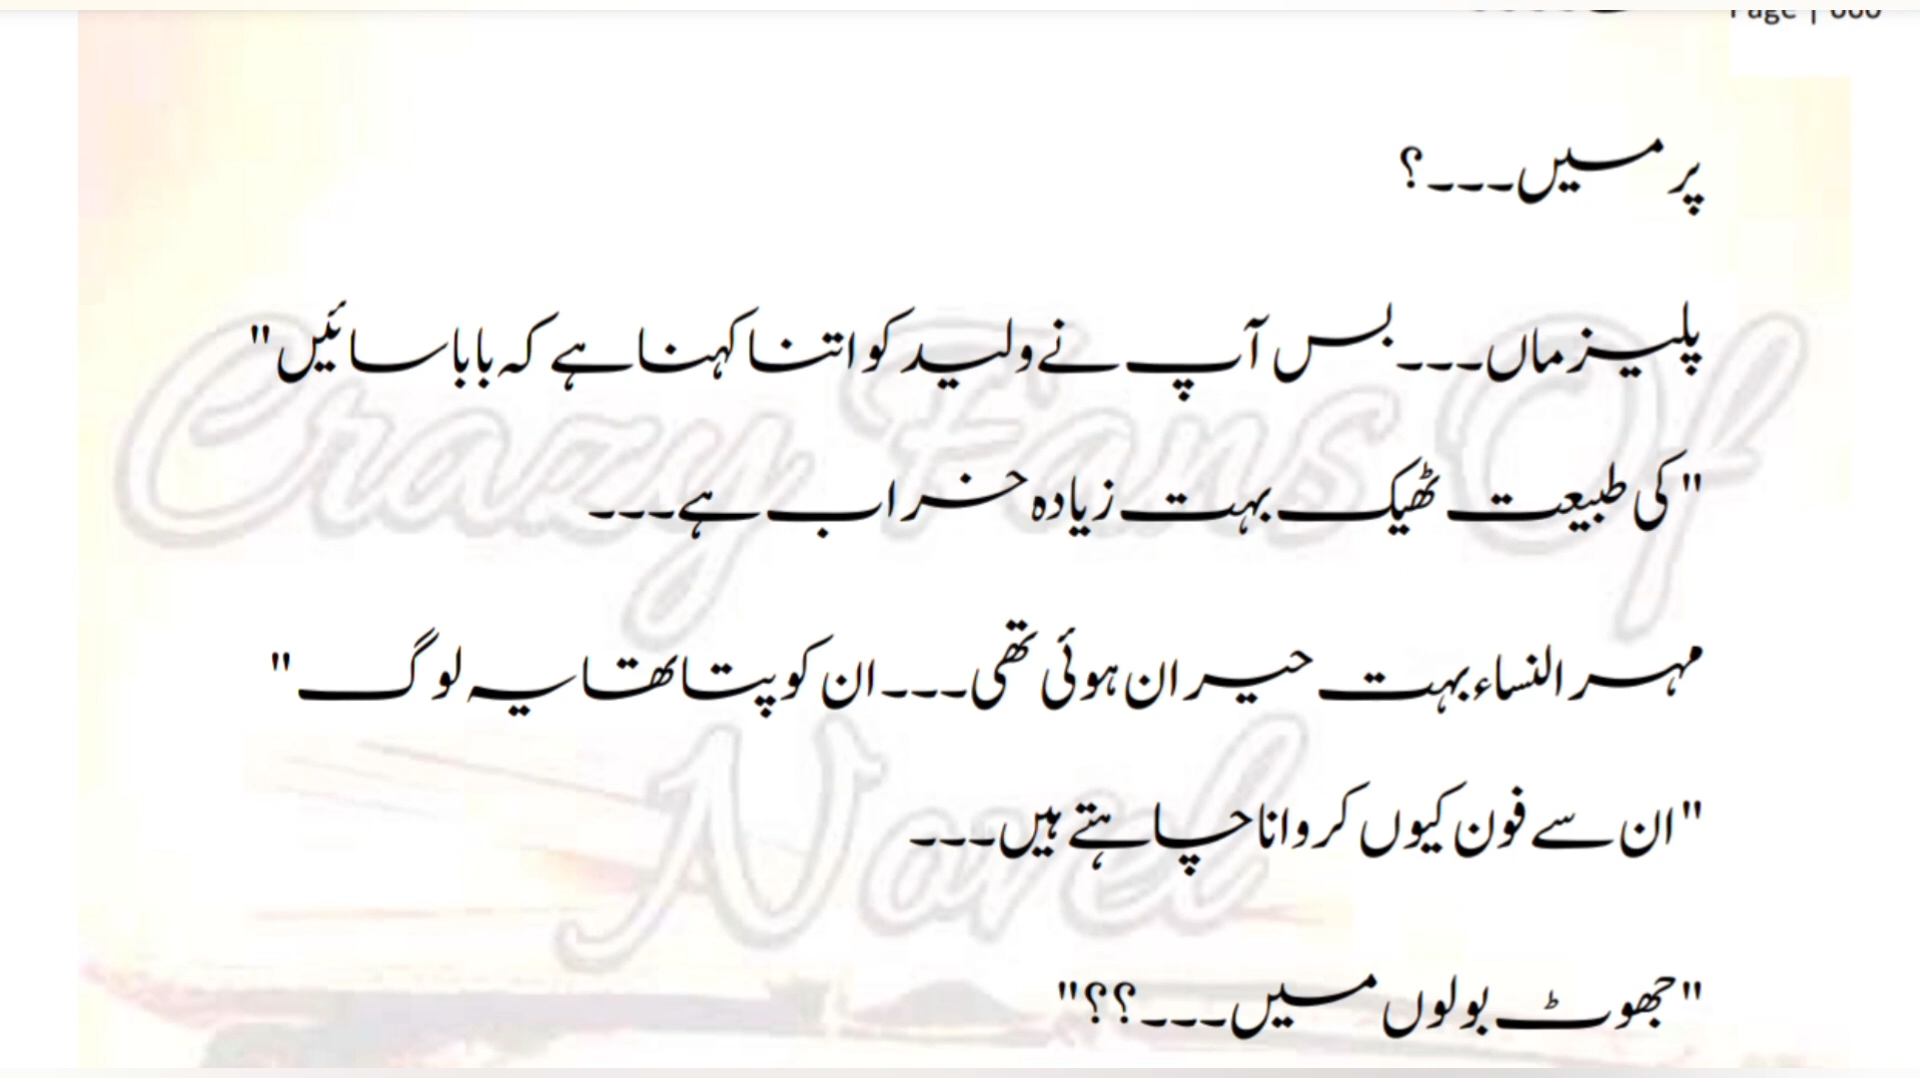 پر میں۔۔۔؟
پلیز ماں۔۔۔بس آپ نے ولید کو اتنا کہنا ہے کہ بابا سائیں"
"کی طبیعت ٹھیک بہت زیادہ خراب ہے۔۔۔
مہرالنساء بہت حیران ہوئی تھی۔۔۔ان کو پتا تھا یہ لوگ"
"ان سے فون کیوں کروانا چاہتے ہیں۔۔۔
"جھوٹ بولوں میں۔۔۔؟؟"
Crazy Fans Of
Novel